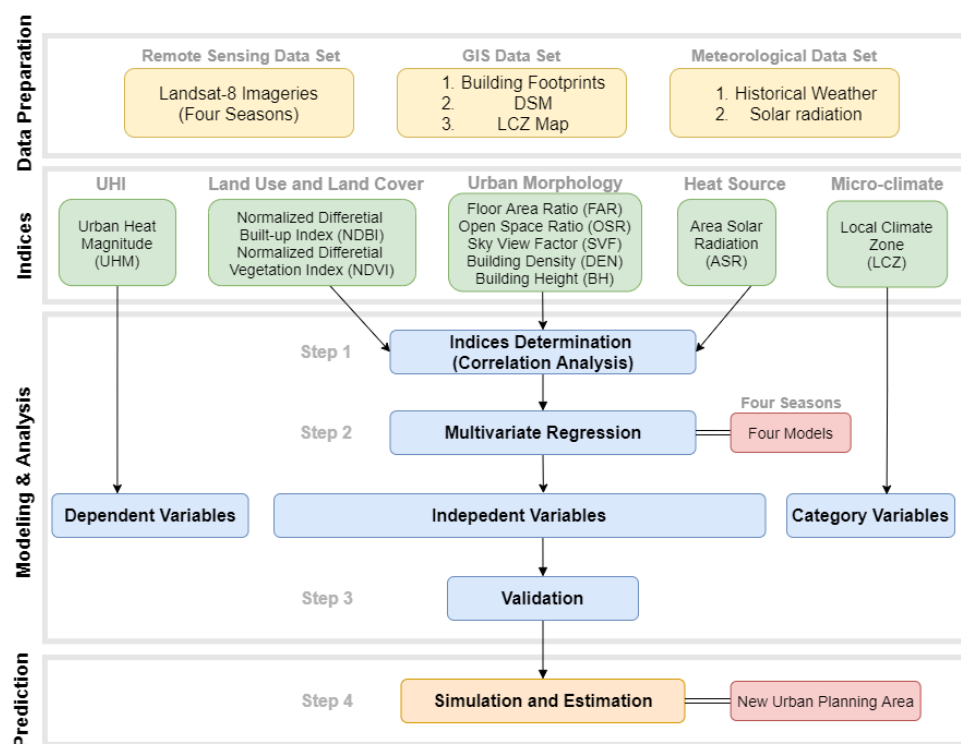 Data Preparation
Remote Sensing Data Set
Landsat-8 Imageries
(Four Seasons)
GIS Data Set
1. Building Footprints
2. DSM
3. LCZ Map
Meteorological Data Set
1. Historical Weather
2. Solar radiation
Indices
UHI
Urban Heat
Magnitude
(UHM)
Land Use and Land Cover
Normalized Differetial
Built-up Index (NDBI)
Normalized Differetial
Vegetation Index (NDVI)
Urban Morphology
Floor Area Ratio (FAR)
Open Space Ratio (OSR)
Sky View Factor (SVF)
Building Density (DEN)
Building Height (BH)
Heat Source
Area Solar
Radiation
(ASR)
Micro-climate
Local Climate
Zone
(LCZ)
Modeling & Analysis
Step 1
Indices Determination
(Correlation Analysis)
Step 2
Multivariate Regression
Four Seasons
Four Models
Dependent Variables
Indepedent Variables
Category Variables
Step 3
Validation
Prediction
Step 4
Simulation and Estimation
New Urban Planning Area